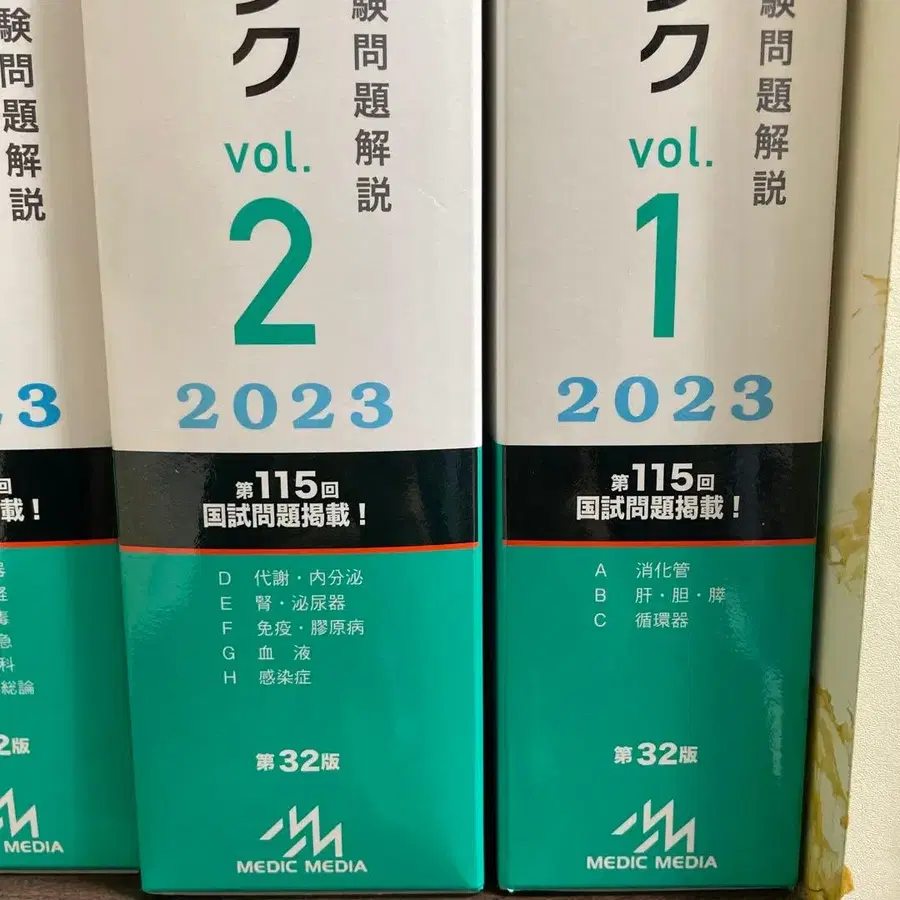 験問題解説
23
回
載！
器
毒
急
科
総論
2版
MEDIA
ク
験問題解説
vol.
2
2023
第115回
国試問題掲載！
D 代謝・内分泌
E 腎・泌尿器
F 免疫・膠原病
G 血液
H 感染症
第32版
MEDIC MEDIA
ク
験問題解説
vol.
1
2023
第115回
国試問題掲載！
A 消化管
B 肝・胆・膵
C 循環器
第32版
MEDIC MEDIA